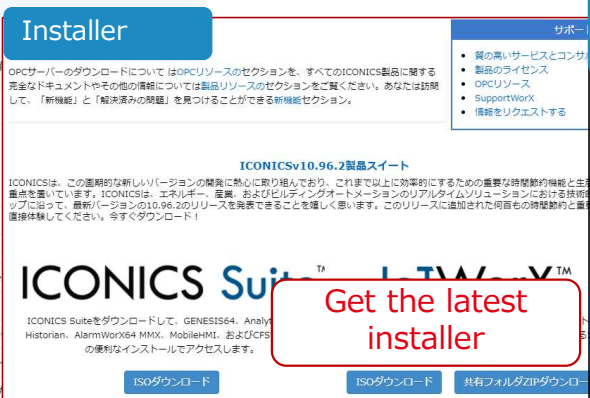 Installer
サポー
OPCサーバーのダウンロードについて はOPCリソースのセクションを、すべてのICONICS製品に関する
完全なドキュメントやその他の情報については製品リソースのセクションをご覧ください。あなたは訪問
して、「新機能」と「解決済みの問題」を見つけることができる新機能セクション。
質の高いサービスとコンサ
製品のライセンス
OPCリソース
SupportWorX
情報をリクエストする
ICONICSv10.96.2製品スイート
ICONICSは、この画期的な新しいバージョンの開発に熱心に取り組んでおり、これまで以上に効率的にするための重要な時間節約機能と生
重点を置いています。ICONICSは、エネルギー、産業、およびビルディングオートメーションのリアルタイムソリューションにおける技術的
ップに沿って、最新バージョンの10.96.2のリリースを発表できることを嬉しく思います。このリリースに追加された何百もの時間節約と重
直接体験してください。今すぐダウンロード！
ICONICS Suite™ IoTWorX™
Get the latest
installer
ICONICS Suiteをダウンロードして、GENESIS64、Analy
Historian、AlarmWorX64 MMX、MobileHMI、およびCFS
の便利なインストールでアクセスします。
ISOダウンロード ISOダウンロード 共有フォルダZIPダウンロー